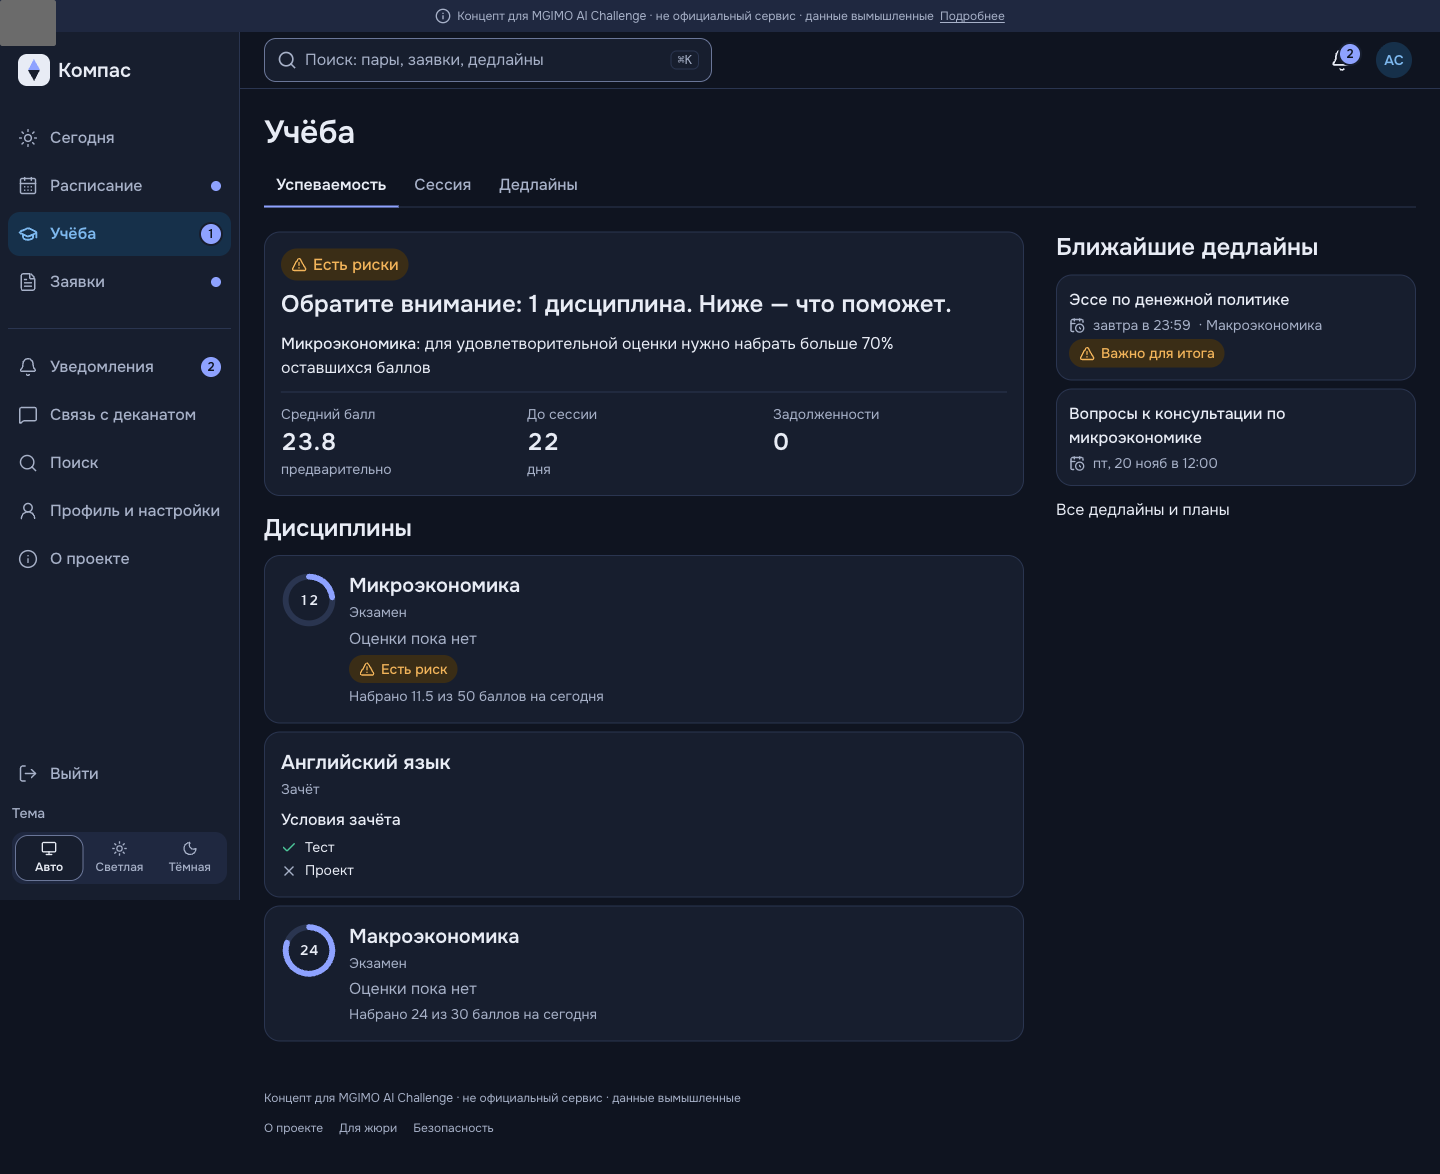 Концепт для MGIMO AI Challenge · не официальный сервис · данные вымышленные Подробнее
Компас
Поиск: пары, заявки, дедлайны
⌘K
2
АС
Сегодня
Расписание
Учёба
1
Заявки
Уведомления
2
Связь с деканатом
Поиск
Профиль и настройки
О проекте
Выйти
Тема
Авто
Светлая
Тёмная
Учёба
Успеваемость
Сессия
Дедлайны
Есть риски
Обратите внимание: 1 дисциплина. Ниже — что поможет.
Микроэкономика: для удовлетворительной оценки нужно набрать больше 70%
оставшихся баллов
Средний балл
23.8
предварительно
До сессии
22
дня
Задолженности
0
Дисциплины
12
Микроэкономика
Экзамен
Оценки пока нет
Есть риск
Набрано 11.5 из 50 баллов на сегодня
Английский язык
Зачёт
Условия зачёта
Тест
Проект
24
Макроэкономика
Экзамен
Оценки пока нет
Набрано 24 из 30 баллов на сегодня
Ближайшие дедлайны
Эссе по денежной политике
завтра в 23:59 · Макроэкономика
Важно для итога
Вопросы к консультации по
микроэкономике
пт, 20 нояб в 12:00
Все дедлайны и планы
Концепт для MGIMO AI Challenge · не официальный сервис · данные вымышленные
О проекте
Для жюри
Безопасность